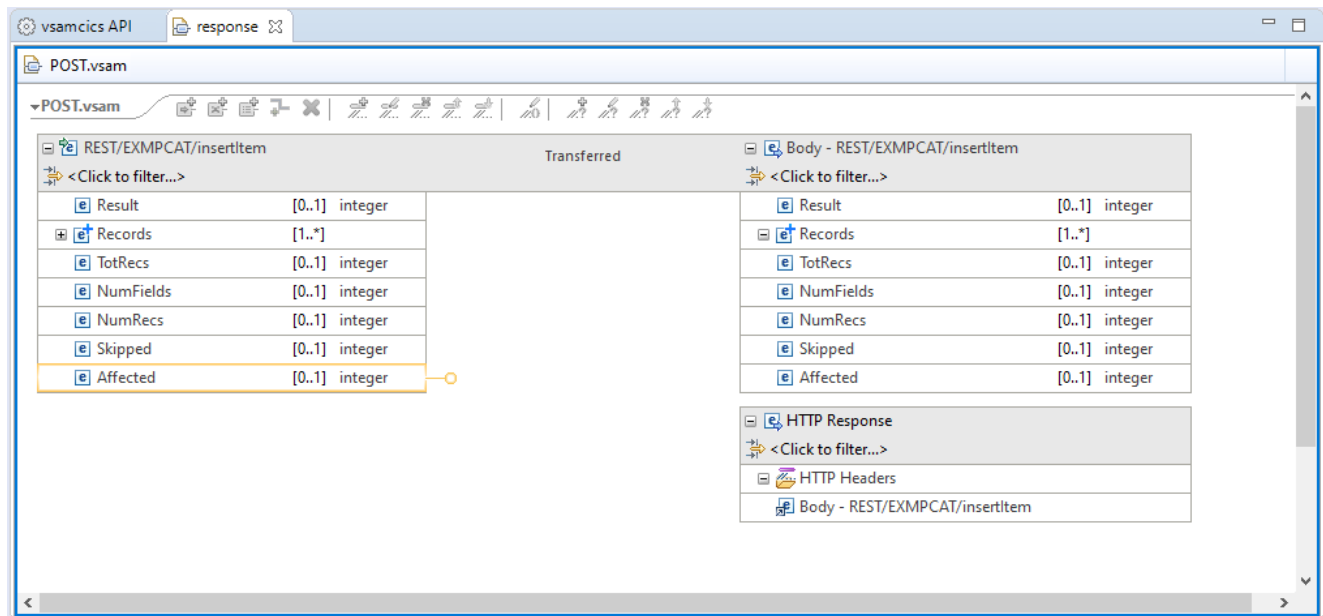 vsamcics API response
POST.vsam
POST.vsam
REST/EXMPCAT/insertItem Transferred Body - REST/EXMPCAT/insertItem
<Click to filter...> <Click to filter...>
Result [0..1] integer Result [0..1] integer
Records [1..*] Records [1..*]
TotRecs [0..1] integer TotRecs [0..1] integer
NumFields [0..1] integer NumFields [0..1] integer
NumRecs [0..1] integer NumRecs [0..1] integer
Skipped [0..1] integer Skipped [0..1] integer
Affected [0..1] integer Affected [0..1] integer
HTTP Response
<Click to filter...>
HTTP Headers
Body - REST/EXMPCAT/insertItem